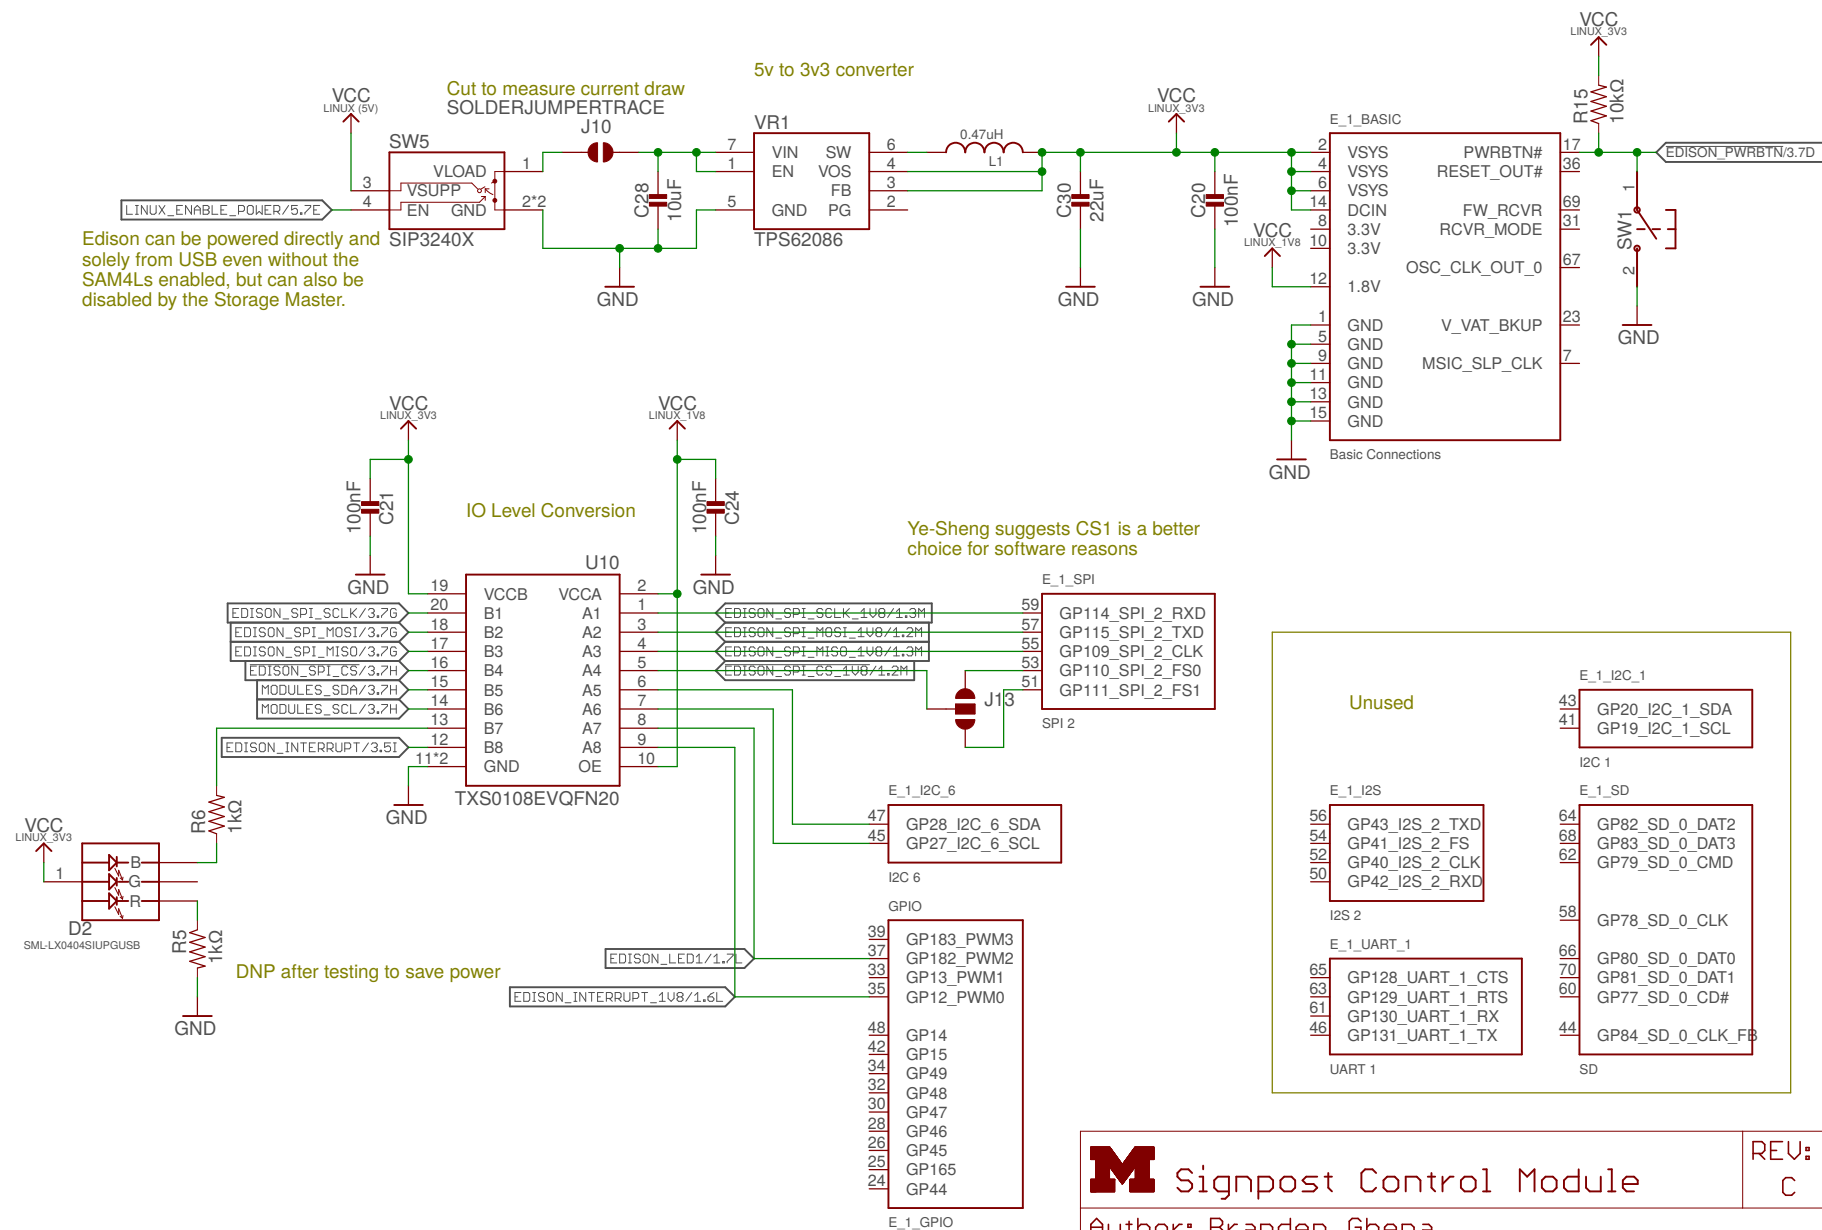 5v to 3v3 converter
Cut to measure current draw
SOLDERJUMPERTRACE
J10
VCC
LINUX (5V)
SW5
VLOAD
VSUPP
EN
GND
1
3
4
2*2
SIP3240X
LINUX_ENABLE_POWER/5.7E
Edison can be powered directly and
solely from USB even without the
SAM4Ls enabled, but can also be
disabled by the Storage Master.
C28
10uF
GND
VR1
7 VIN SW 6
1 EN VOS 4
FB 3
5 GND PG 2
TPS62086
0.47uH
L1
VCC
LINUX_3V3
C30
22uF
GND
C20
100nF
GND
VCC
LINUX_1V8
E_1_BASIC
2 VSYS PWRBTN# 17
4 VSYS RESET_OUT# 36
6 VSYS
14 DCIN FW_RCVR 69
8 3.3V RCVR_MODE 31
10 3.3V
OSC_CLK_OUT_0 67
12 1.8V
1 GND V_VAT_BKUP 23
5 GND
9 GND MSIC_SLP_CLK 7
11 GND
13 GND
15 GND
Basic Connections
GND
VCC
LINUX_3V3
R15
10kΩ
EDISON_PWRBTN/3.7D
SW1
1
2
GND
VCC
LINUX_3V3
100nF
C21
GND
IO Level Conversion
VCC
LINUX_1V8
100nF
C24
GND
U10
19 VCCB VCCA 2
20 B1 A1 1
18 B2 A2 3
17 B3 A3 4
16 B4 A4 5
15 B5 A5 6
14 B6 A6 7
13 B7 A7 8
12 B8 A8 9
11*2 GND OE 10
TXS0108EVQFN20
EDISON_SPI_SCLK/3.7G
EDISON_SPI_MOSI/3.7G
EDISON_SPI_MISO/3.7G
EDISON_SPI_CS/3.7H
MODULES_SDA/3.7H
MODULES_SCL/3.7H
EDISON_INTERRUPT/3.5I
GND
EDISON_SPI_SCLK_1V8/1.3M
EDISON_SPI_MOSI_1V8/1.2M
EDISON_SPI_MISO_1V8/1.3M
EDISON_SPI_CS_1V8/1.2M
Ye-Sheng suggests CS1 is a better
choice for software reasons
E_1_SPI
59 GP114_SPI_2_RXD
57 GP115_SPI_2_TXD
55 GP109_SPI_2_CLK
53 GP110_SPI_2_FS0
51 GP111_SPI_2_FS1
SPI 2
J13
R6
1kΩ
VCC
LINUX_3V3
1
B
G
R
D2
SML-LX0404SIUPGUSB
R5
1kΩ
GND
DNP after testing to save power
E_1_I2C_6
47 GP28_I2C_6_SDA
45 GP27_I2C_6_SCL
I2C 6
EDISON_LED1/1.7L
EDISON_INTERRUPT_1V8/1.6L
GPIO
39 GP183_PWM3
37 GP182_PWM2
33 GP13_PWM1
35 GP12_PWM0
48 GP14
42 GP15
34 GP49
32 GP48
30 GP47
28 GP46
26 GP45
25 GP165
24 GP44
E_1_GPIO
Unused
E_1_I2C_1
43 GP20_I2C_1_SDA
41 GP19_I2C_1_SCL
I2C 1
E_1_I2S
56 GP43_I2S_2_TXD
54 GP41_I2S_2_FS
52 GP40_I2S_2_CLK
50 GP42_I2S_2_RXD
I2S 2
E_1_UART_1
65 GP128_UART_1_CTS
63 GP129_UART_1_RTS
61 GP130_UART_1_RX
46 GP131_UART_1_TX
UART 1
E_1_SD
64 GP82_SD_0_DAT2
68 GP83_SD_0_DAT3
62 GP79_SD_0_CMD
58 GP78_SD_0_CLK
66 GP80_SD_0_DAT0
70 GP81_SD_0_DAT1
60 GP77_SD_0_CD#
44 GP84_SD_0_CLK_FB
SD
M Signpost Control Module
REV:
C
Author: Branden Ghena